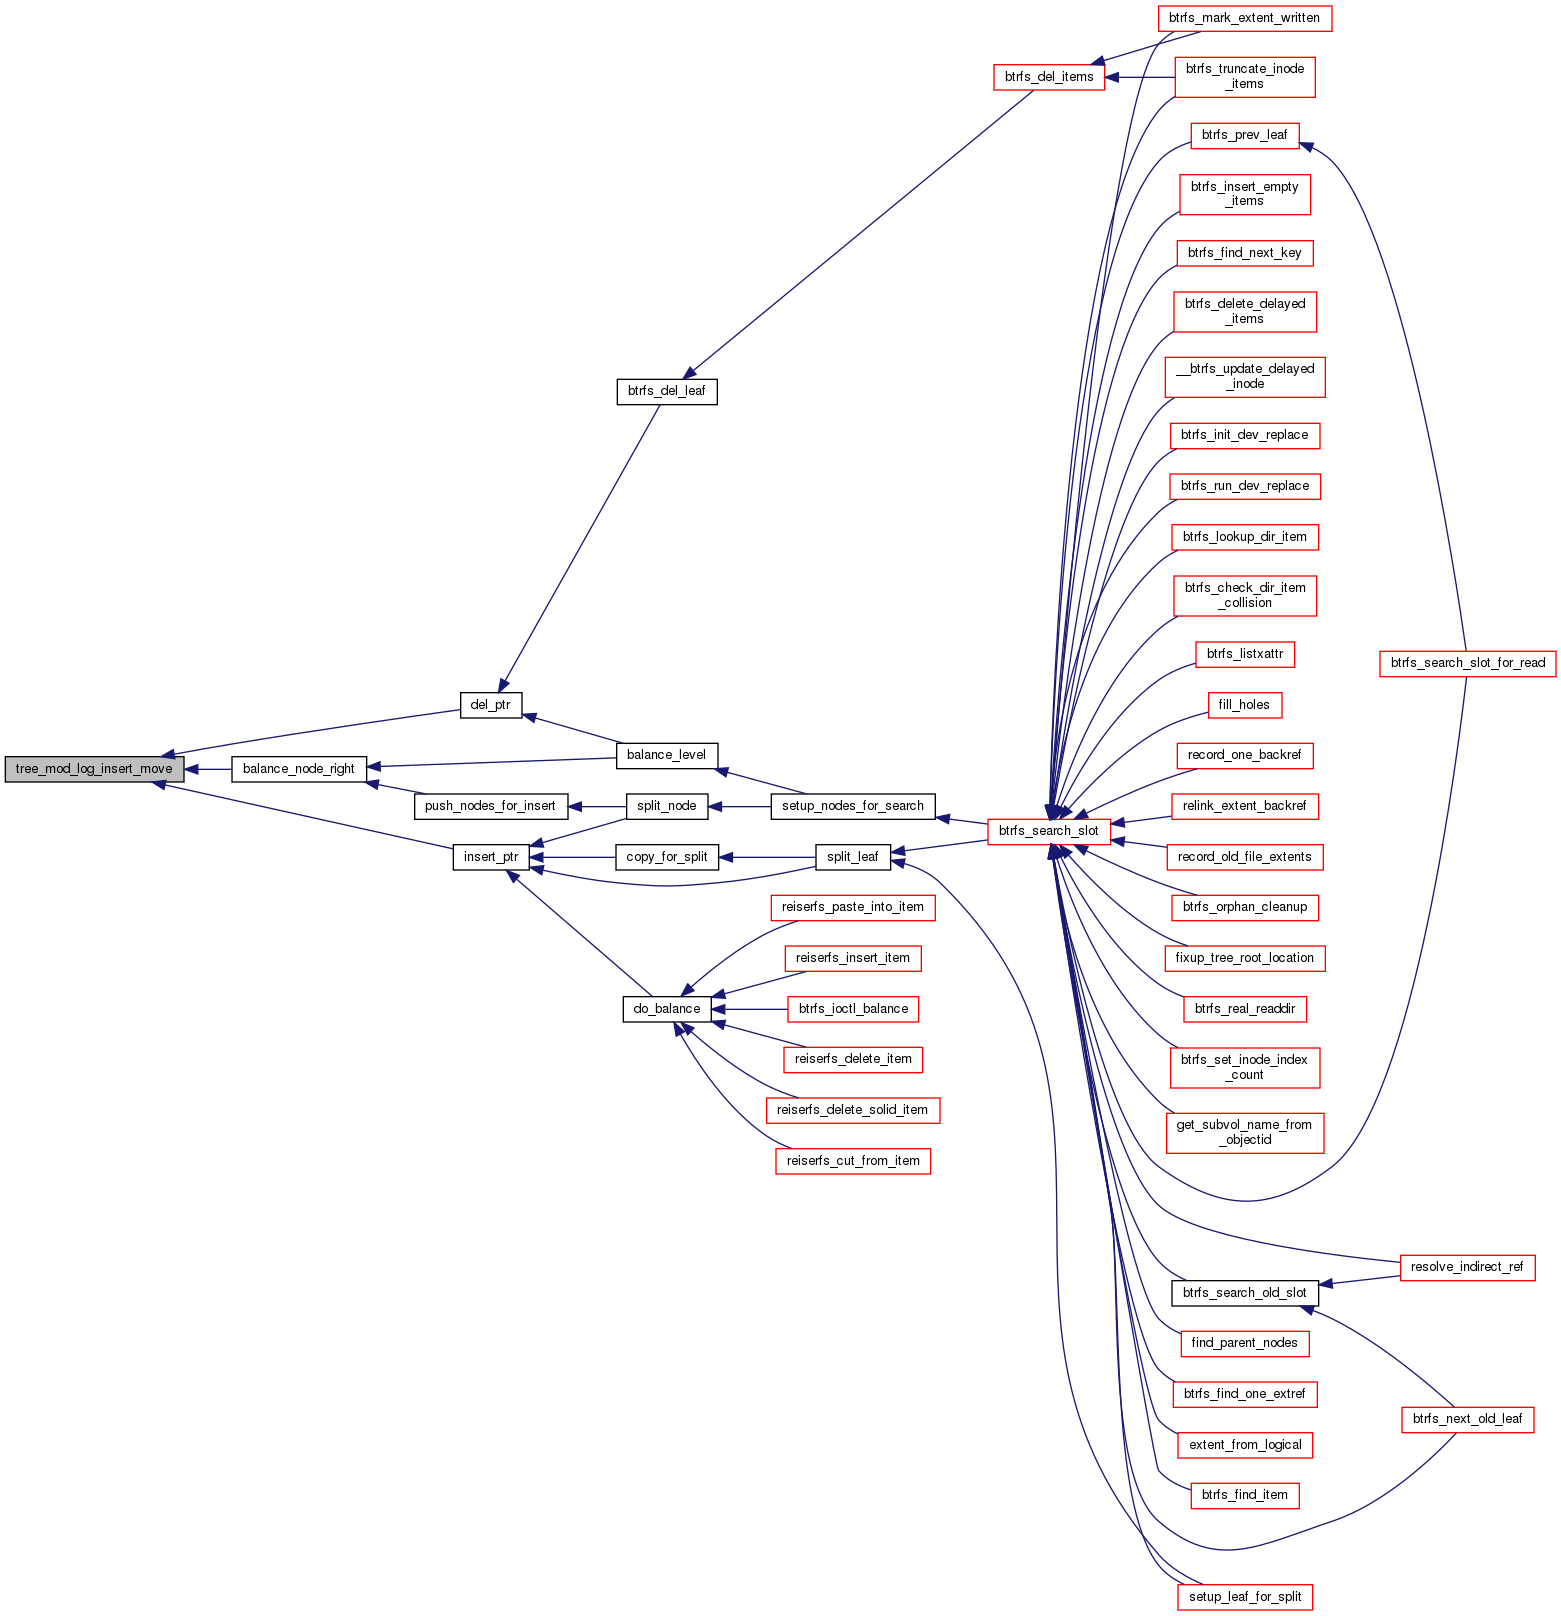 btrfs_mark_extent_written
btrfs_del_items
btrfs_truncate_inode
_items
btrfs_prev_leaf
btrfs_insert_empty
_items
btrfs_find_next_key
btrfs_delete_delayed
_items
__btrfs_update_delayed
_inode
btrfs_del_leaf
btrfs_init_dev_replace
btrfs_run_dev_replace
btrfs_lookup_dir_item
btrfs_check_dir_item
_collision
btrfs_listxattr
btrfs_search_slot_for_read
del_ptr
fill_holes
tree_mod_log_insert_move
balance_node_right
balance_level
record_one_backref
push_nodes_for_insert
split_node
setup_nodes_for_search
relink_extent_backref
btrfs_search_slot
insert_ptr
copy_for_split
split_leaf
record_old_file_extents
reiserfs_paste_into_item
btrfs_orphan_cleanup
reiserfs_insert_item
fixup_tree_root_location
do_balance
btrfs_ioctl_balance
btrfs_real_readdir
reiserfs_delete_item
btrfs_set_inode_index
_count
reiserfs_delete_solid_item
get_subvol_name_from
_objectid
reiserfs_cut_from_item
resolve_indirect_ref
btrfs_search_old_slot
find_parent_nodes
btrfs_find_one_extref
btrfs_next_old_leaf
extent_from_logical
btrfs_find_item
setup_leaf_for_split